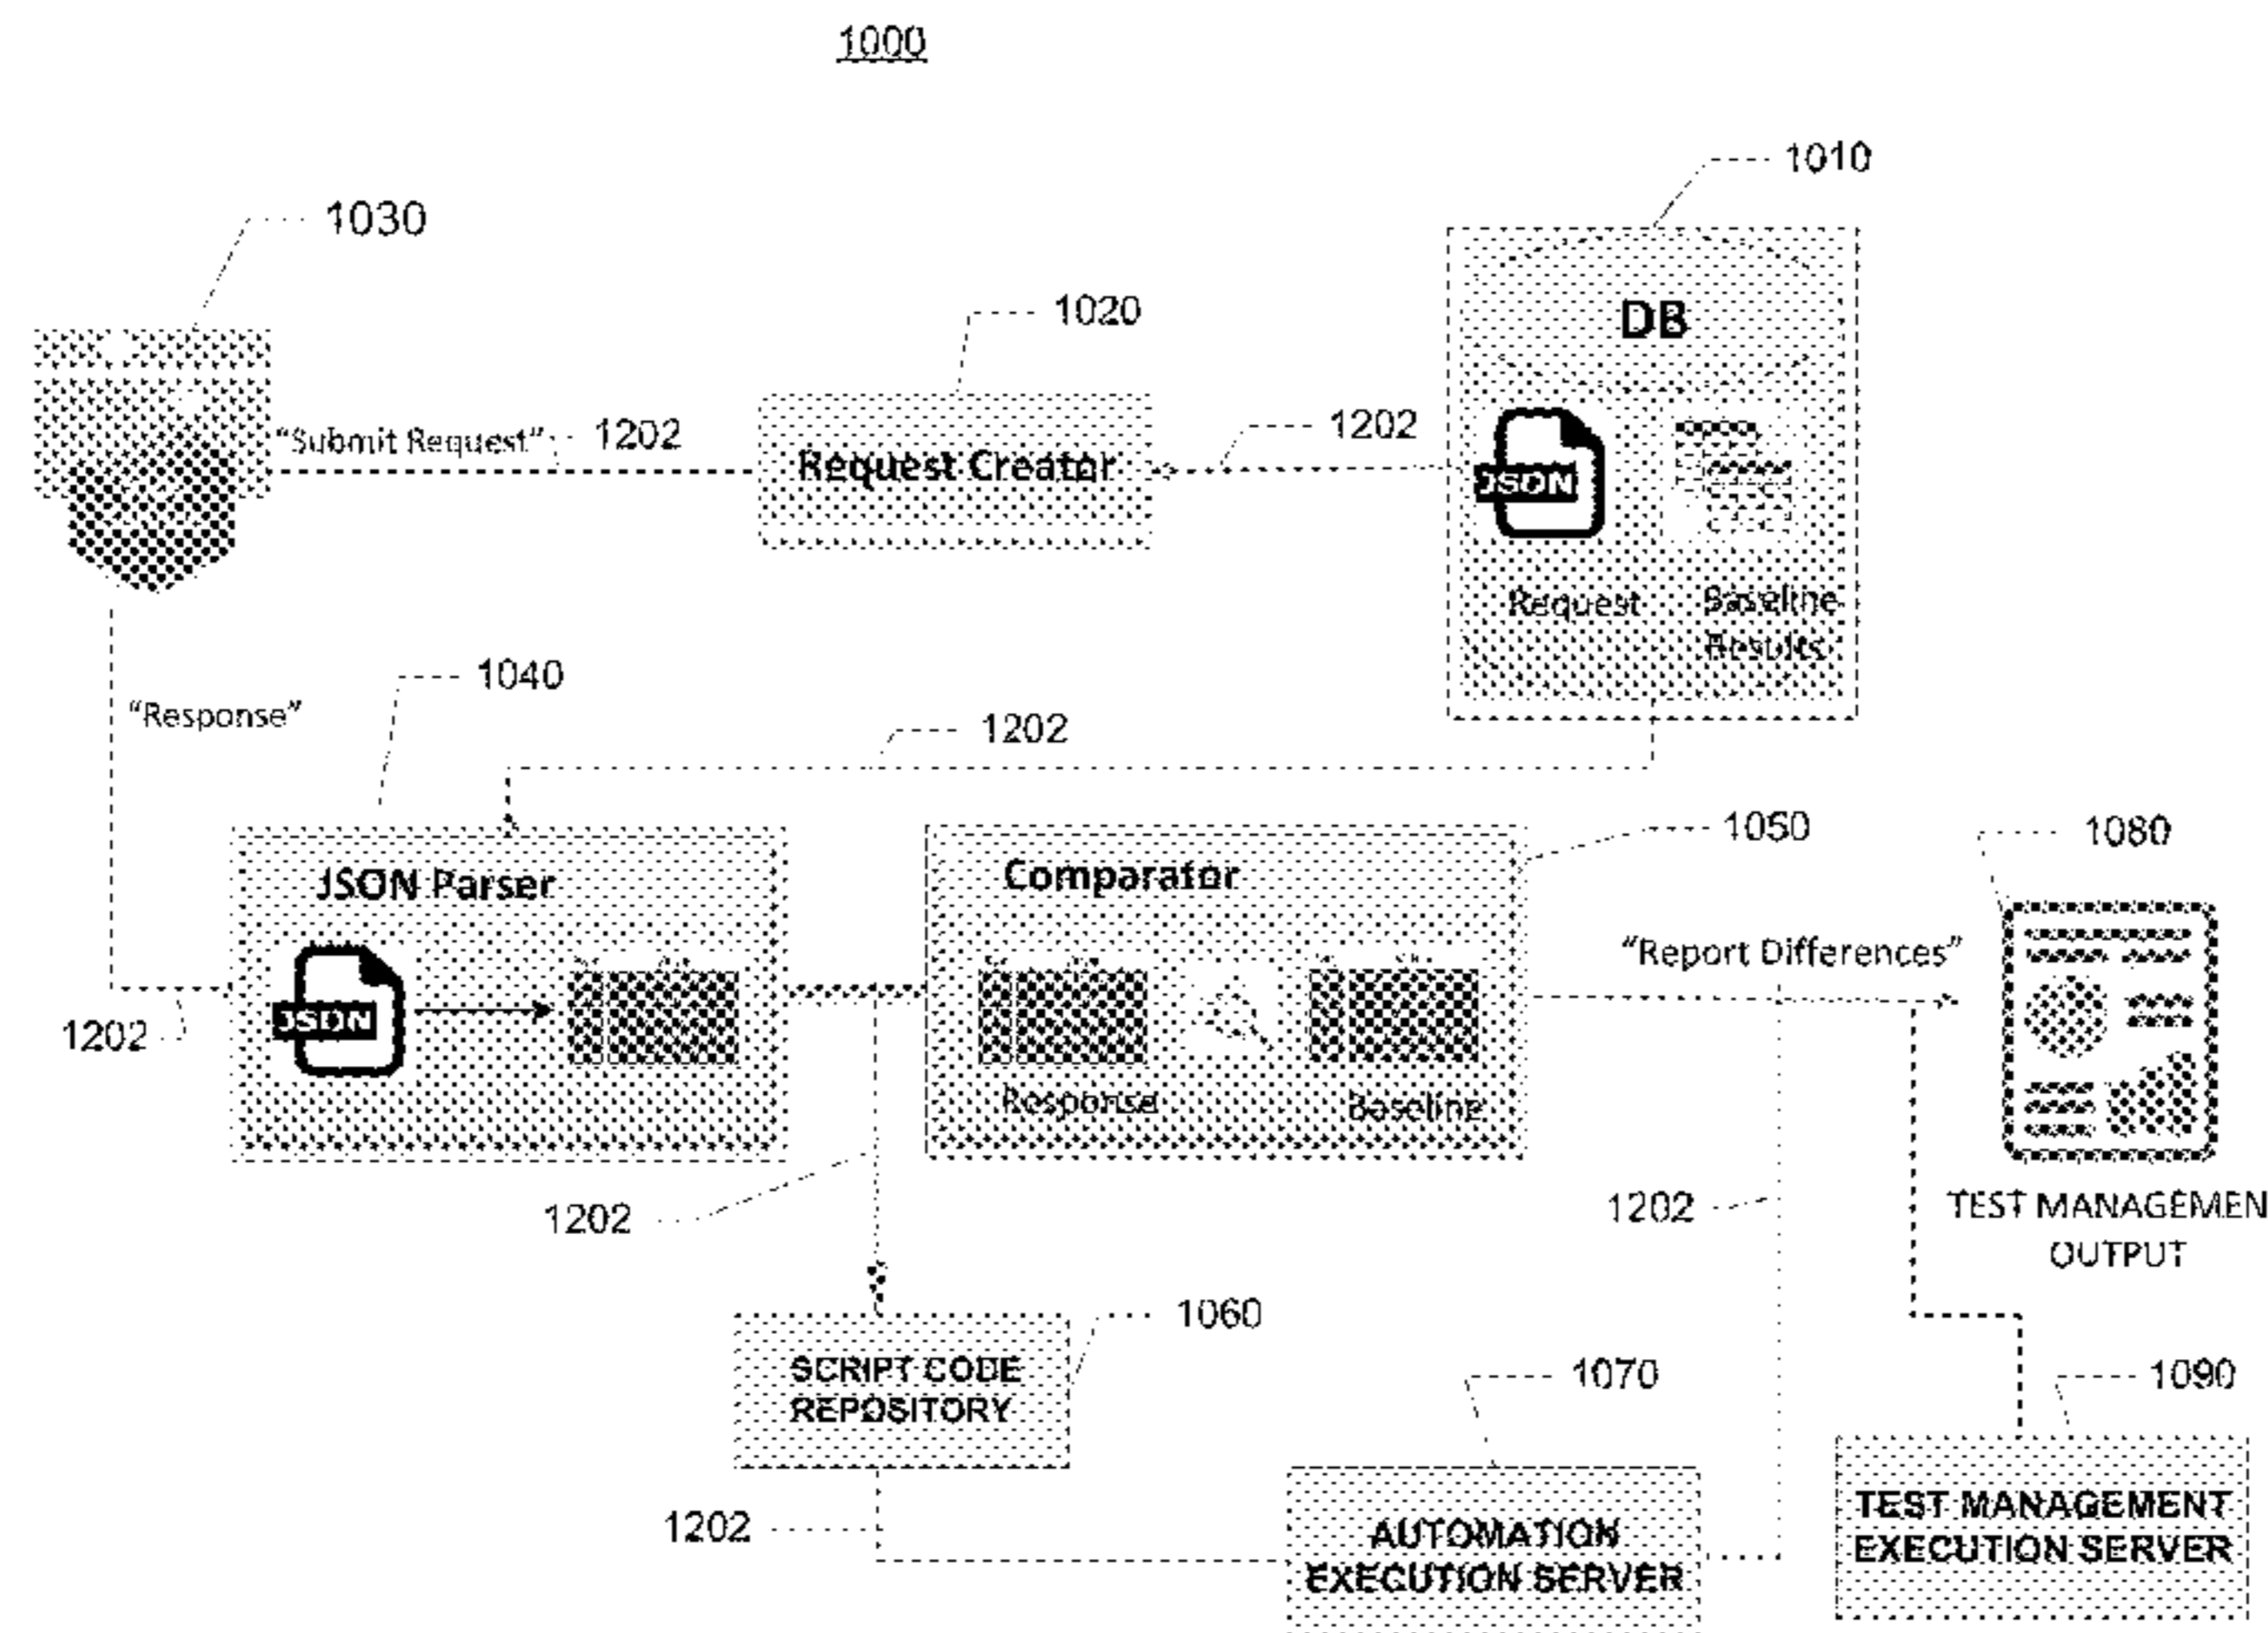 1000
1010
1030
1020
DB
"Submit Request"
1202
Request Creator
1202
JSON
Request
Baseline
Results
1040
"Response"
1202
1050
1080
JSON Parser
Comparator
"Report Differences"
JSON
1202
Response
Baseline
1202
1202
TEST MANAGEMEN
OUTPUT
1060
SCRIPT CODE
REPOSITORY
1070
1090
1202
AUTOMATION
EXECUTION SERVER
TEST MANAGEMENT
EXECUTION SERVER